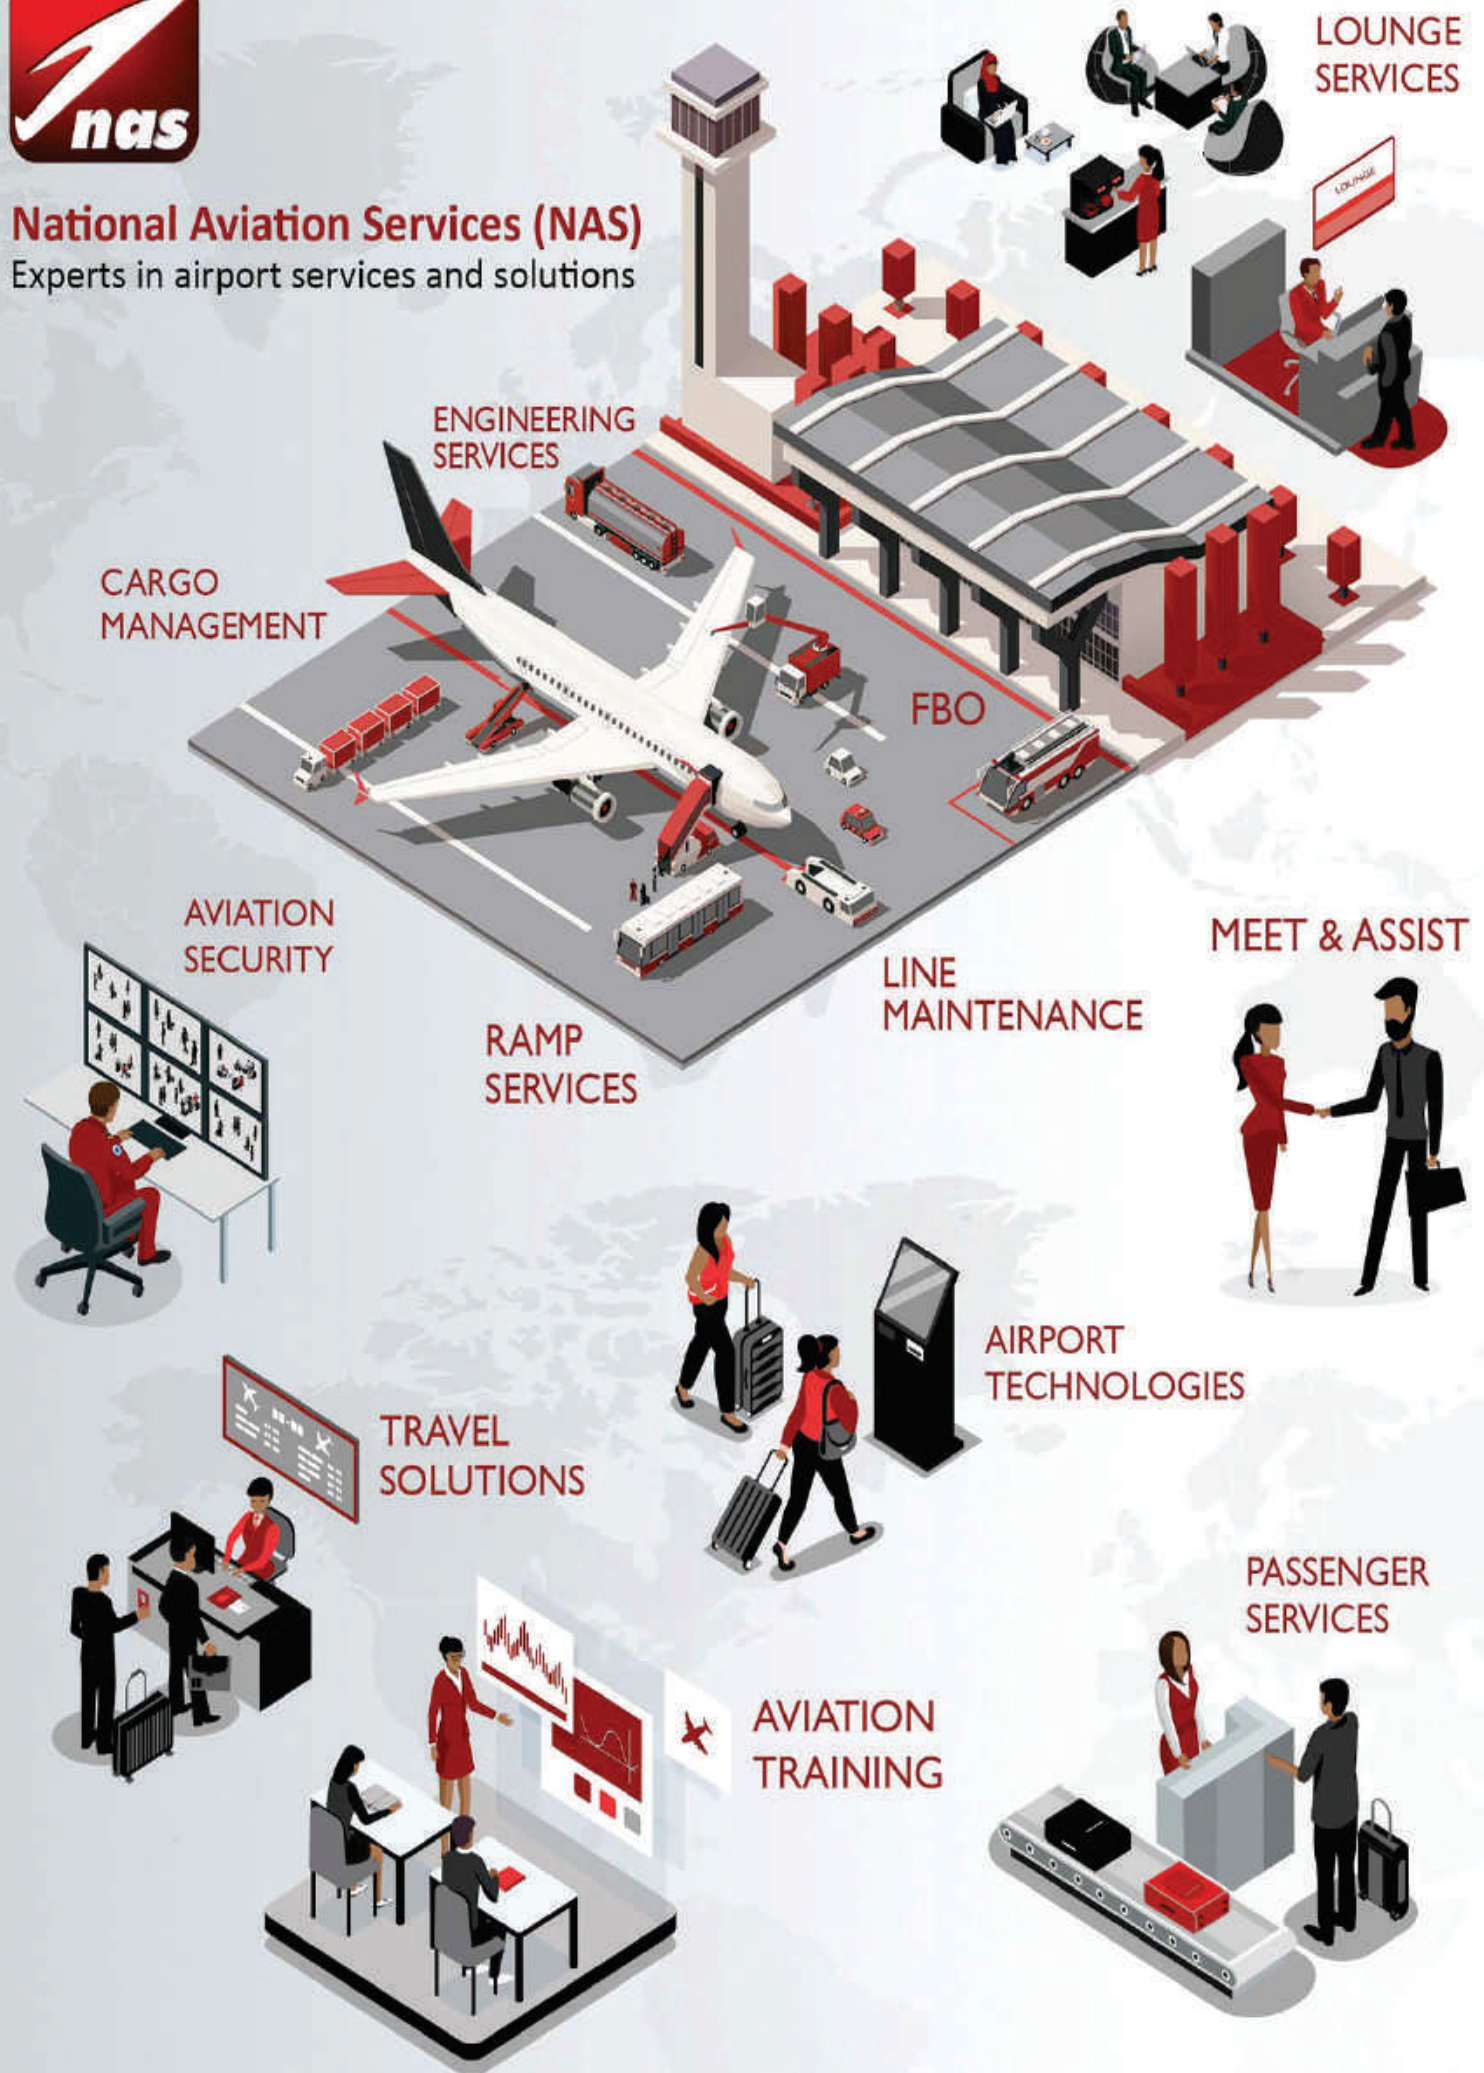 nas
National Aviation Services (NAS)
Experts in airport services and solutions
LOUNGE
SERVICES
LOUNGE
ENGINEERING
SERVICES
CARGO
MANAGEMENT
FBO
AVIATION
SECURITY
MEET & ASSIST
LINE
MAINTENANCE
RAMP
SERVICES
AIRPORT
TECHNOLOGIES
TRAVEL
SOLUTIONS
PASSENGER
SERVICES
AVIATION
TRAINING